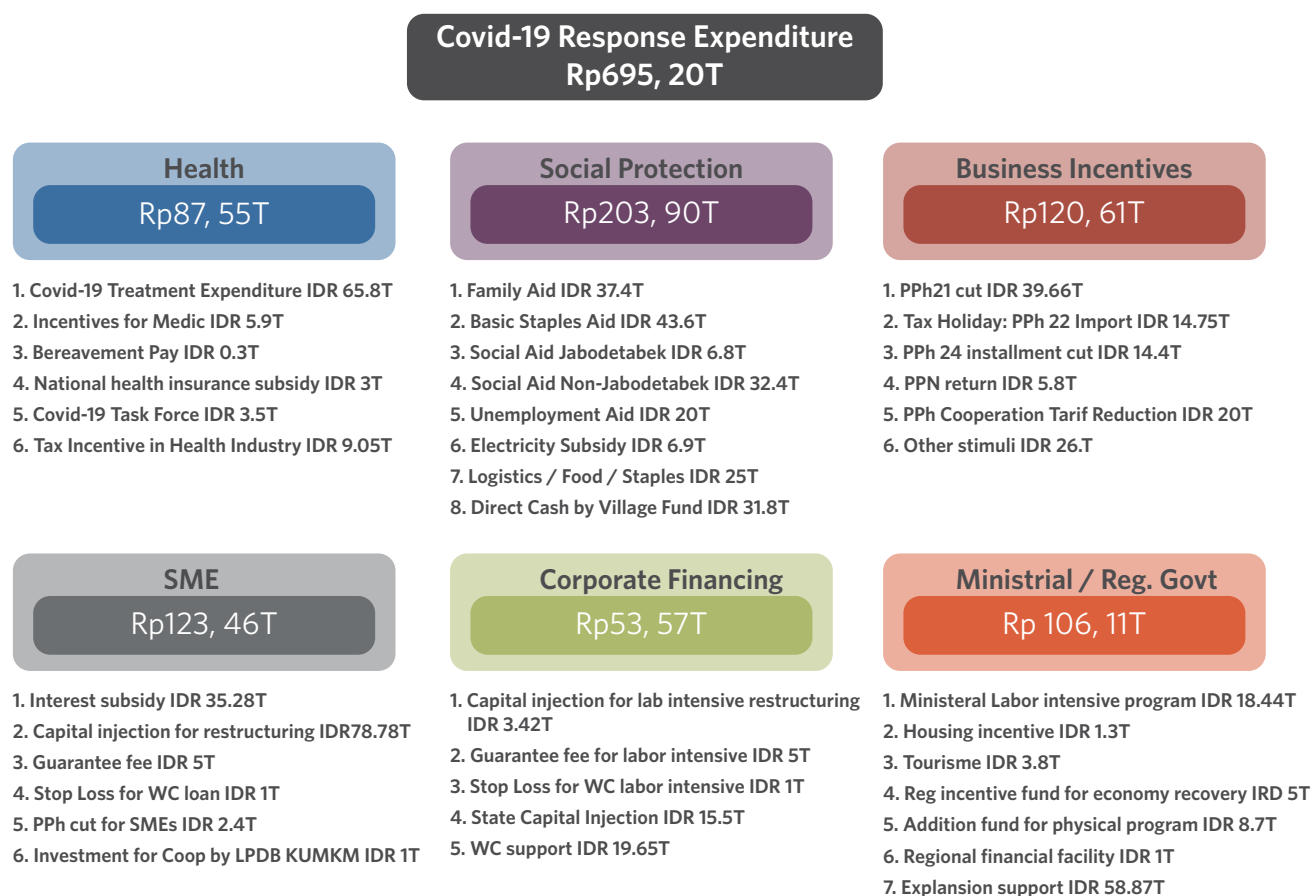 Covid-19 Response Expenditure
Rp695, 20T
Health
Rp87, 55T
1. Covid-19 Treatment Expenditure IDR 65.8T
2. Incentives for Medic IDR 5.9T
3. Bereavement Pay IDR 0.3T
4. National health insurance subsidy IDR 3T
5. Covid-19 Task Force IDR 3.5T
6. Tax Incentive in Health Industry IDR 9.05T
Social Protection
Rp203, 90T
1. Family Aid IDR 37.4T
2. Basic Staples Aid IDR 43.6T
3. Social Aid Jabodetabek IDR 6.8T
4. Social Aid Non-Jabodetabek IDR 32.4T
5. Unemployment Aid IDR 20T
6. Electricity Subsidy IDR 6.9T
7. Logistics / Food / Staples IDR 25T
8. Direct Cash by Village Fund IDR 31.8T
Business Incentives
Rp120, 61T
1. PPh21 cut IDR 39.66T
2. Tax Holiday: PPh 22 Import IDR 14.75T
3. PPh 24 installment cut IDR 14.4T
4. PPN return IDR 5.8T
5. PPh Cooperation Tarif Reduction IDR 20T
6. Other stimuli IDR 26.T
SME
Rp123, 46T
1. Interest subsidy IDR 35.28T
2. Capital injection for restructuring IDR78.78T
3. Guarantee fee IDR 5T
4. Stop Loss for WC loan IDR 1T
5. PPh cut for SMEs IDR 2.4T
6. Investment for Coop by LPDB KUMKM IDR 1T
Corporate Financing
Rp53, 57T
1. Capital injection for lab intensive restructuring
IDR 3.42T
2. Guarantee fee for labor intensive IDR 5T
3. Stop Loss for WC labor intensive IDR 1T
4. State Capital Injection IDR 15.5T
5. WC support IDR 19.65T
Ministrial / Reg. Govt
Rp 106, 11T
1. Ministeral Labor intensive program IDR 18.44T
2. Housing incentive IDR 1.3T
3. Tourisme IDR 3.8T
4. Reg incentive fund for economy recovery IRD 5T
5. Addition fund for physical program IDR 8.7T
6. Regional financial facility IDR 1T
7. Explansion support IDR 58.87T